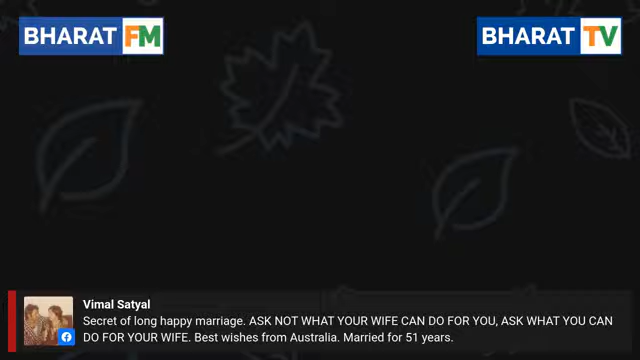 BHARAT FM
BHARAT TV
Vimal Satyal
Secret of long happy marriage. ASK NOT WHAT YOUR WIFE CAN DO FOR YOU, ASK WHAT YOU CAN
DO FOR YOUR WIFE. Best wishes from Australia. Married for 51 years.